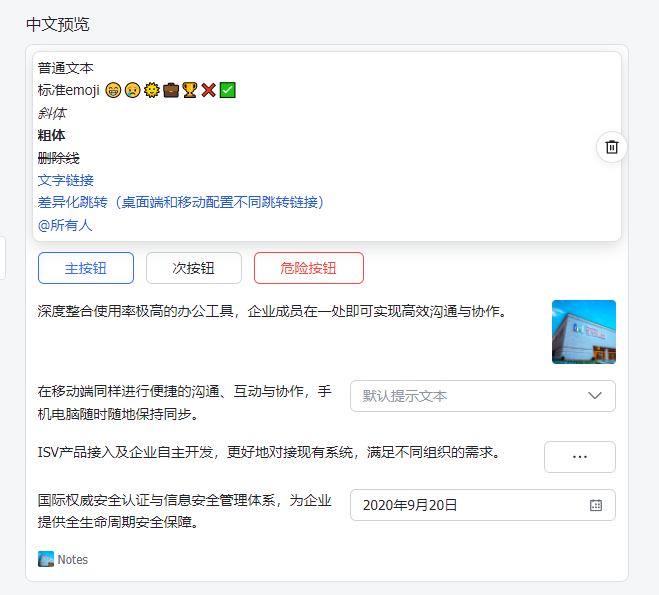 中文预览
普通文本
标准emoji 😁😢🌞💼🏆❌✅
斜体
粗体
删除线
文字链接
差异化跳转（桌面端和移动配置不同跳转链接）
@所有人
主按钮 次按钮 危险按钮
深度整合使用率极高的办公工具，企业成员在一处即可实现高效沟通与协作。
在移动端同样进行便捷的沟通、互动与协作，手
机电脑随时随地保持同步。
默认提示文本
ISV产品接入及企业自主开发，更好地对接现有系统，满足不同组织的需求。
···
国际权威安全认证与信息安全管理体系，为企业
提供全生命周期安全保障。
2020年9月20日
Notes